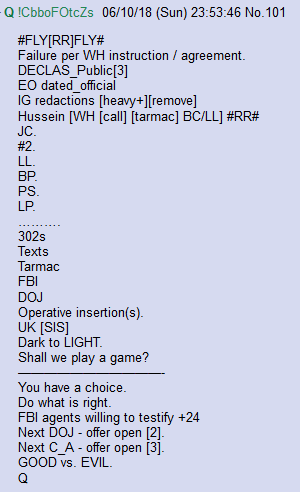 Q !CbboFOtcZs 06/10/18 (Sun) 23:53:46 No.101
#FLY[RR]FLY#
Failure per WH instruction / agreement.
DECLAS_Public[3]
EO dated_official
IG redactions [heavy+][remove]
Hussein [WH [call] [tarmac] BC/LL] #RR#
JC.
#2.
LL.
BP.
PS.
LP.
……….
302s
Texts
Tarmac
FBI
DOJ
Operative insertion(s).
UK [SIS]
Dark to LIGHT.
Shall we play a game?
——————————————-
You have a choice.
Do what is right.
FBI agents willing to testify +24
Next DOJ - offer open [2].
Next C_A - offer open [3].
GOOD vs. EVIL.
Q